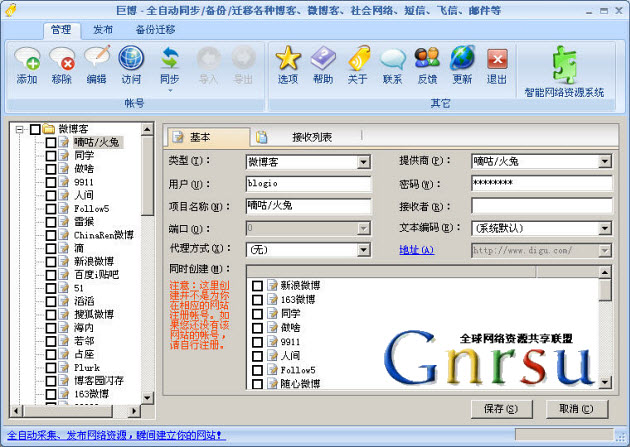 巨博 - 全自动同步/备份/迁移各种博客、微博客、社会网络、短信、飞信、邮件等
管理 发布 备份迁移
添加 移除 编辑 访问 同步 导入 导出 选项 帮助 关于 联系 反馈 更新 退出 智能网络资源系统
帐号 其它
微博客
嘀咕/火兔
同学
做啥
9911
人间
Follow5
雷猴
ChinaRen微博
滴
新浪微博
百度i贴吧
51
滔滔
搜狐微博
海内
若邻
占座
Plurk
博客园闪存
163微博
基本 接收列表
类型(T): 微博客 提供商(P): 嘀咕/火兔
用户(U): blogio 密码(W): ********
项目名称(N): 嘀咕/火兔 接收者(R):
端口(O): 0 文本编码(E): (系统默认)
代理方式(X): (无) 地址(A) http://www.digu.com/
同时创建(M):
注意：这里创
建并不是为你
在相应的网站
注册帐号。如
果您还没有该
网站的帐号，
请自行注册。
新浪微博
163微博
同学
做啥
9911
人间
Follow5
随心微博
全球网络资源共享联盟
Gnrsu
保存(S) 取消(C)
全自动采集、发布网络资源，瞬间建立你的网站！